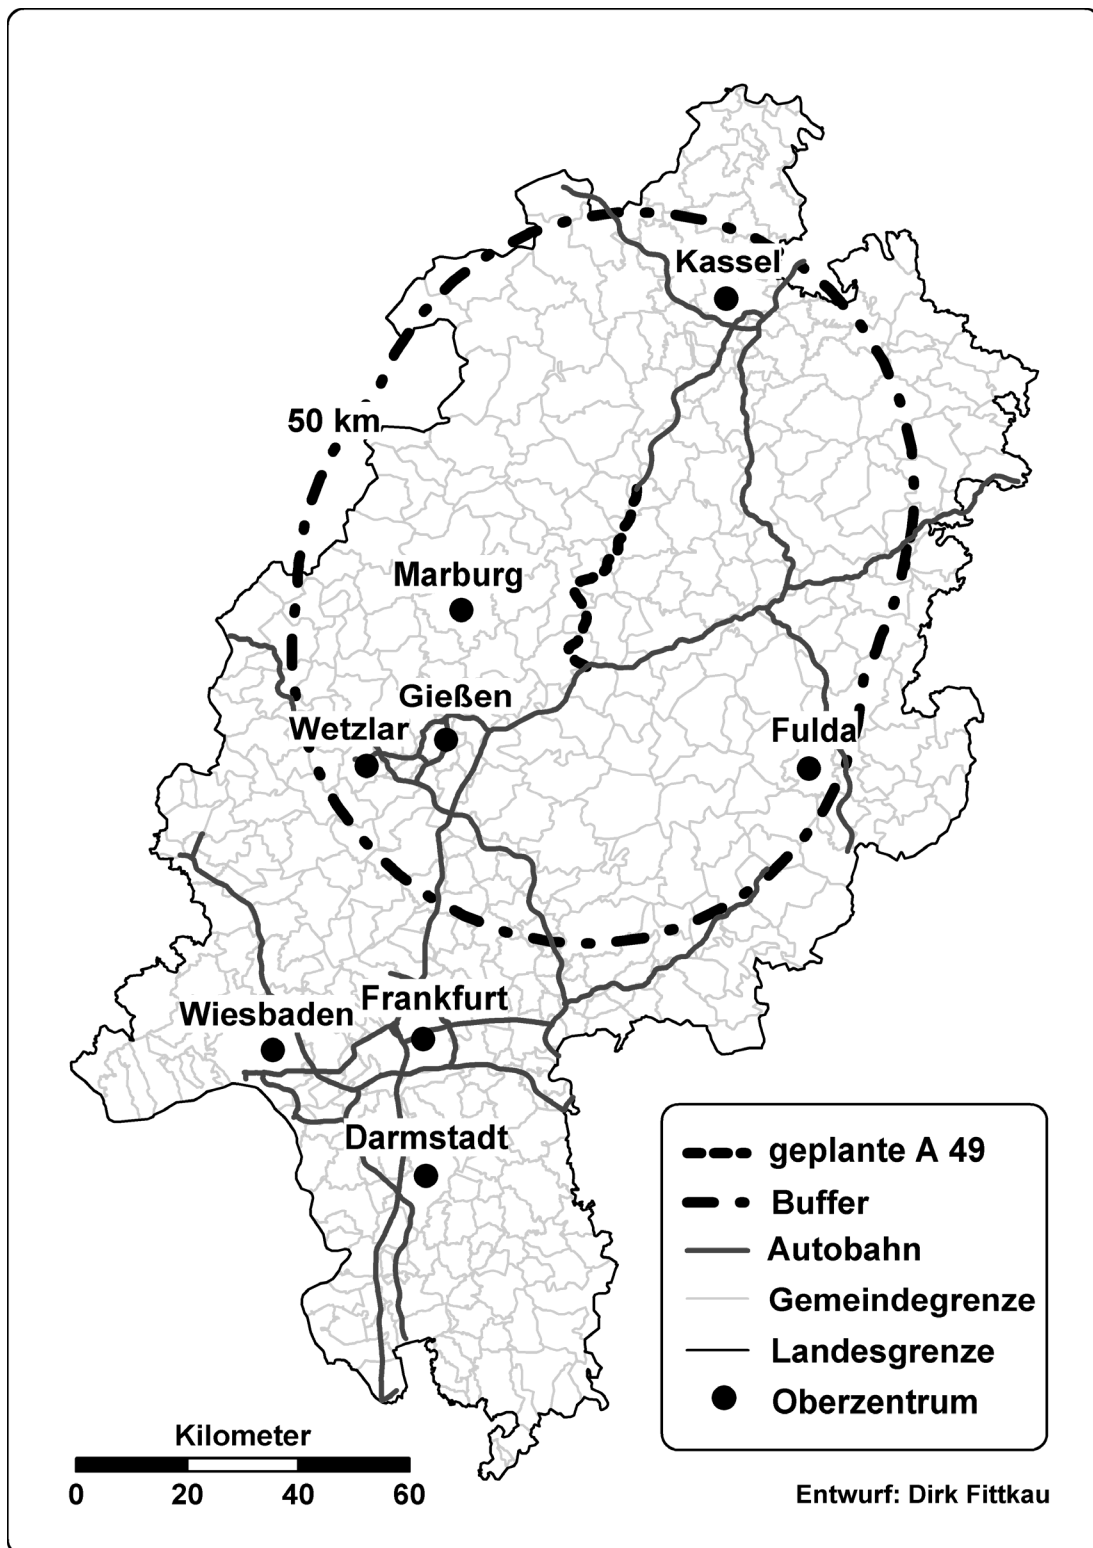 Kassel
50 km
Marburg
Gießen
Wetzlar
Fulda
Frankfurt
Wiesbaden
Darmstadt
geplante A 49
Buffer
Autobahn
Gemeindegrenze
Landesgrenze
Oberzentrum
Kilometer
0 20 40 60
Entwurf: Dirk Fittkau